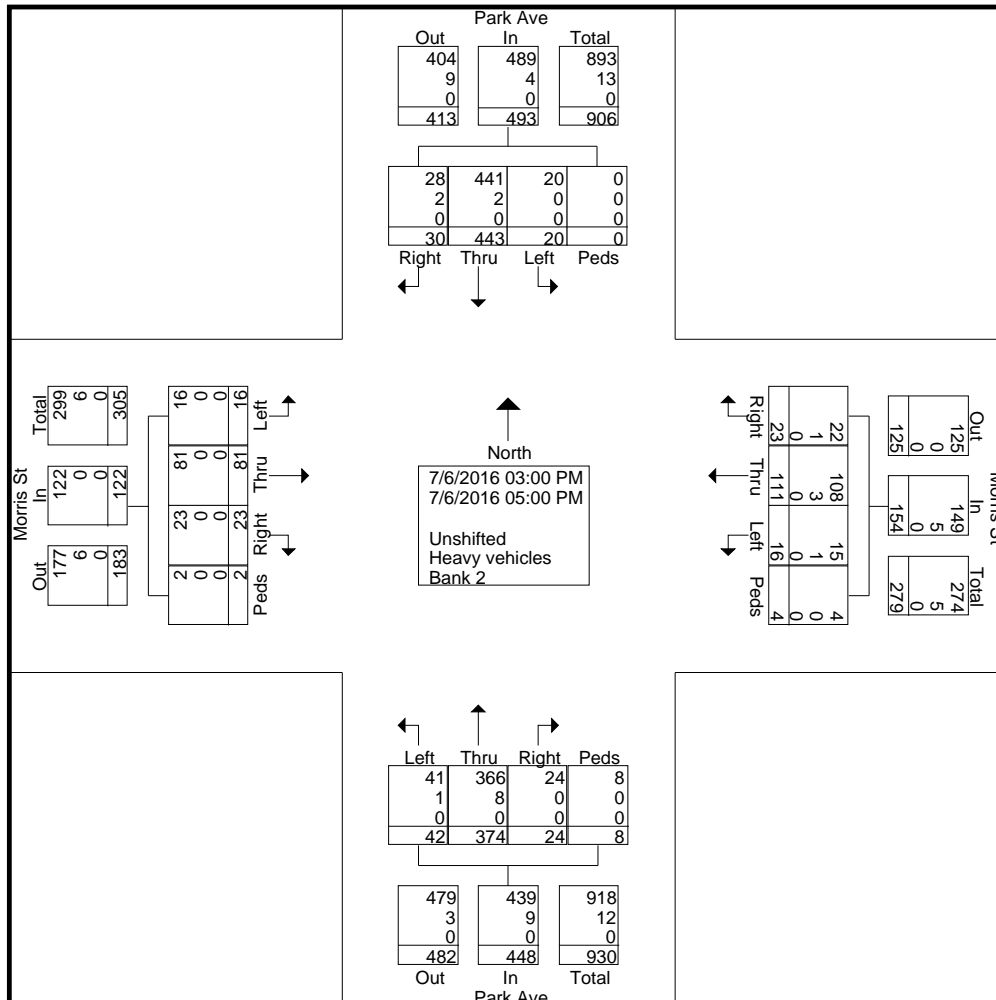 Park Ave
Out In Total
404 489 893
9 4 13
0 0 0
413 493 906
28 441 20 0
2 2 0 0
0 0 0 0
30 443 20 0
Right Thru Left Peds
Morris St
Total In Out
299 122 177
6 0 6
0 0 0
305 122 183
16 81 23 2
0 0 0 0
0 0 0 0
16 81 23 2
Left Thru Right Peds
North
7/6/2016 03:00 PM
7/6/2016 05:00 PM
Unshifted
Heavy vehicles
Bank 2
Right Thru Left Peds
22 108 15 4
1 3 1 0
0 0 0 0
23 111 16 4
Morris St
Out In Total
125 149 274
0 5 5
0 0 0
125 154 279
Left Thru Right Peds
41 366 24 8
1 8 0 0
0 0 0 0
42 374 24 8
479 439 918
3 9 12
0 0 0
482 448 930
Out In Total
Park Ave